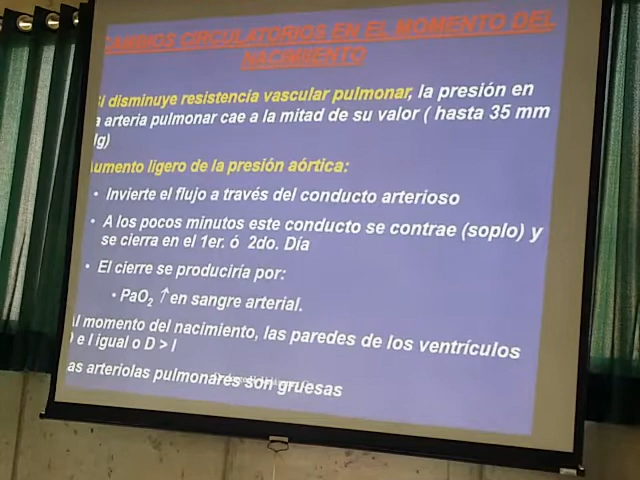 CAMBIOS CIRCULATORIOS EN EL MOMENTO DEL
NACIMIENTO
Si disminuye resistencia vascular pulmonar, la presión en
a arteria pulmonar cae a la mitad de su valor ( hasta 35 mm
Hg)
Aumento ligero de la presión aórtica:
• Invierte el flujo a través del conducto arterioso
• A los pocos minutos este conducto se contrae (soplo) y
se cierra en el 1er. ó 2do. Día
• El cierre se produciría por:
• PaO2 ↑ en sangre arterial.
Al momento del nacimiento, las paredes de los ventrículos
D e I igual o D > I
as arteriolas pulmonares son gruesas